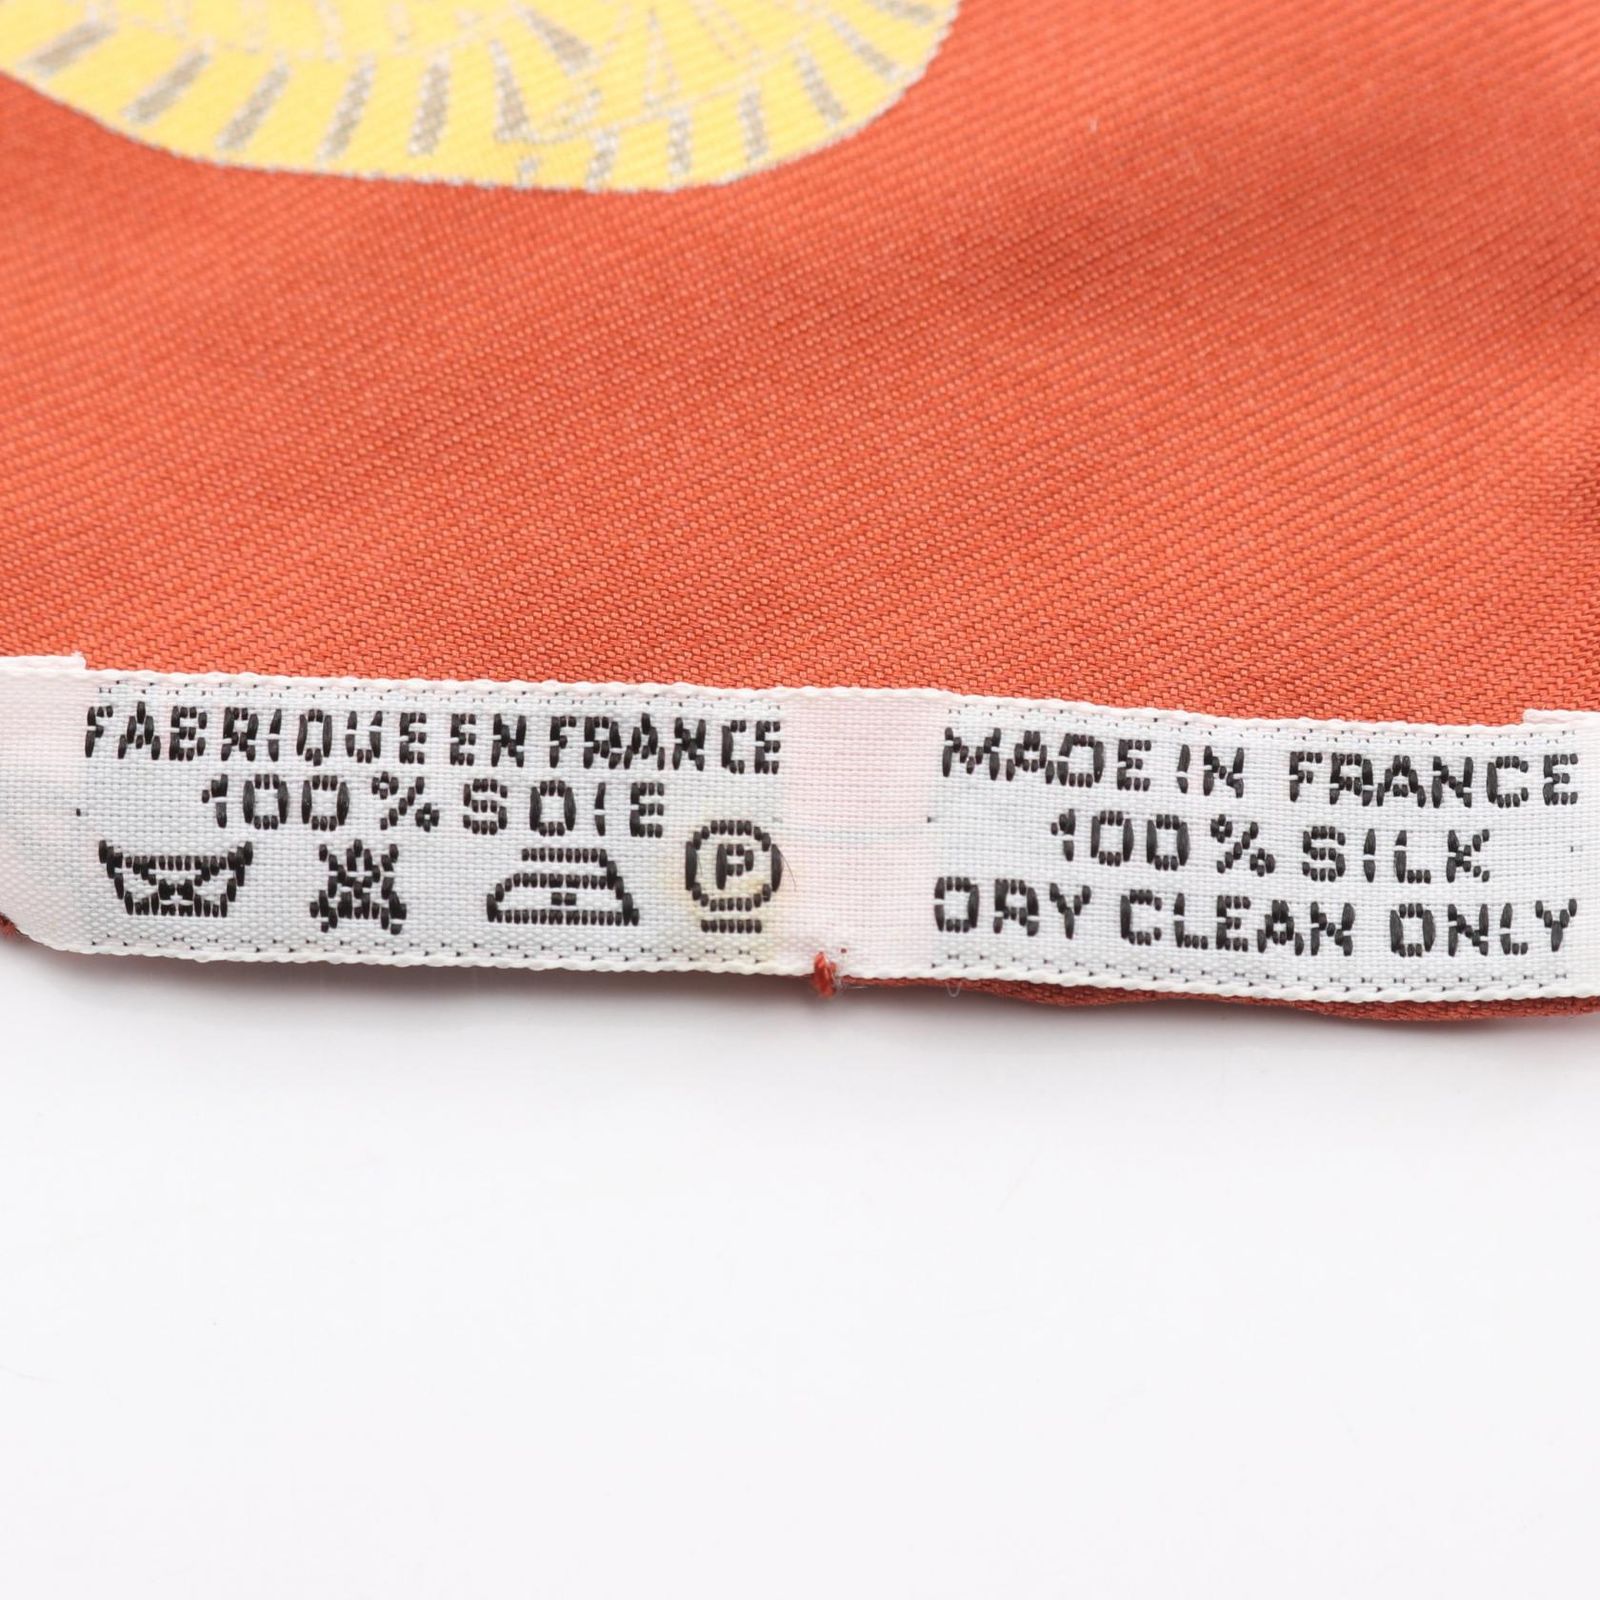 FABRIQUE EN FRANCE
100% SOIE
P
MADE IN FRANCE
100% SILK
DRY CLEAN ONLY